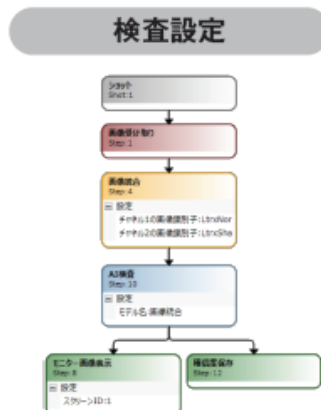 検査設定
ショット
Shot:1
画像受け取り
Step:1
画像統合
Step:4
設定
チャネル1の画像識別子:LtrxNor
チャネル2の画像識別子:LtrxSha
AI検査
Step:10
設定
モデル名:画像統合
モニター画像表示
Step:8
設定
スクリーンID:1
確信度保存
Step:12